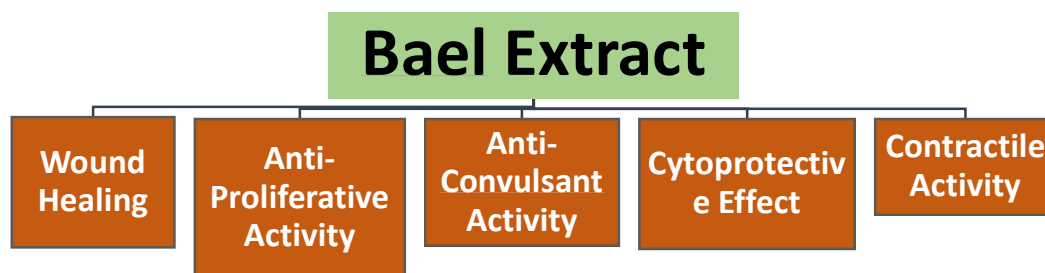 Bael Extract
Wound
Healing
Anti-
Proliferative
Activity
Anti-
Convulsant
Activity
Cytoprotectiv
e Effect
Contractile
Activity